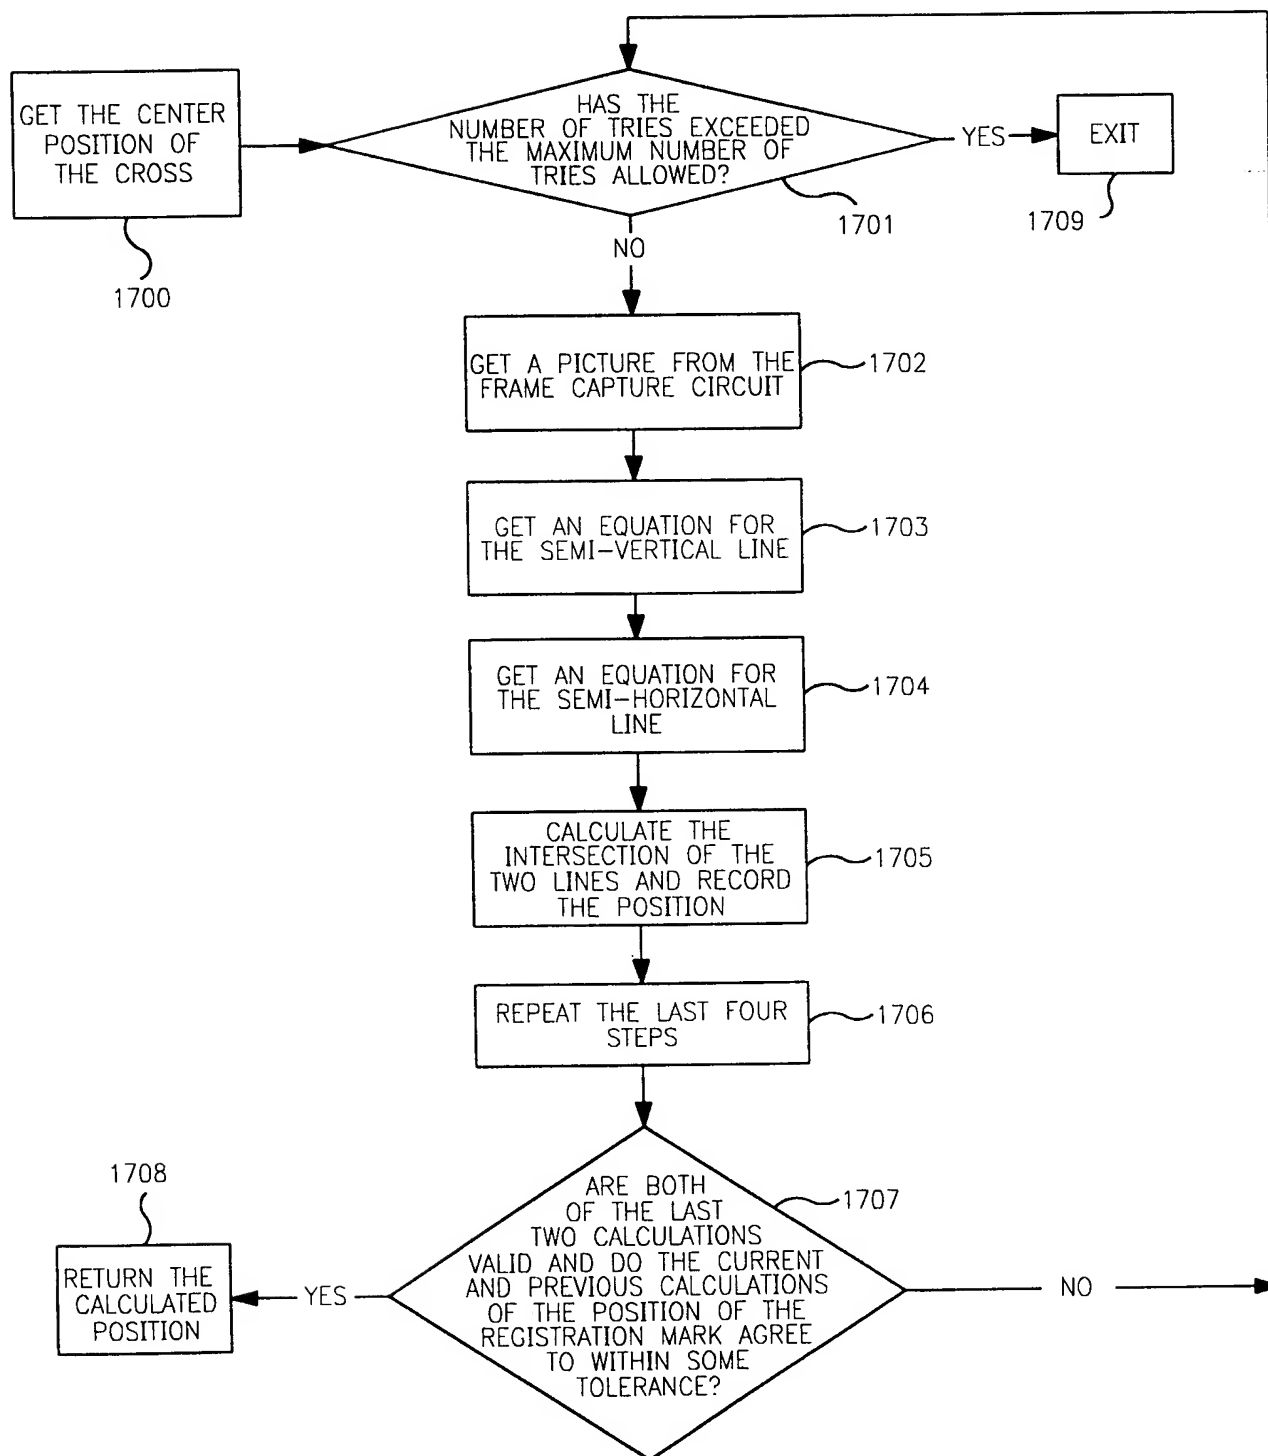 GET THE CENTER
POSITION OF
THE CROSS
1700
HAS THE
NUMBER OF TRIES EXCEEDED
THE MAXIMUM NUMBER OF
TRIES ALLOWED?
1701
YES
EXIT
1709
NO
GET A PICTURE FROM THE
FRAME CAPTURE CIRCUIT
1702
GET AN EQUATION FOR
THE SEMI-VERTICAL LINE
1703
GET AN EQUATION FOR
THE SEMI-HORIZONTAL
LINE
1704
CALCULATE THE
INTERSECTION OF THE
TWO LINES AND RECORD
THE POSITION
1705
REPEAT THE LAST FOUR
STEPS
1706
ARE BOTH
OF THE LAST
TWO CALCULATIONS
VALID AND DO THE CURRENT
AND PREVIOUS CALCULATIONS
OF THE POSITION OF THE
REGISTRATION MARK AGREE
TO WITHIN SOME
TOLERANCE?
1707
YES
RETURN THE
CALCULATED
POSITION
1708
NO